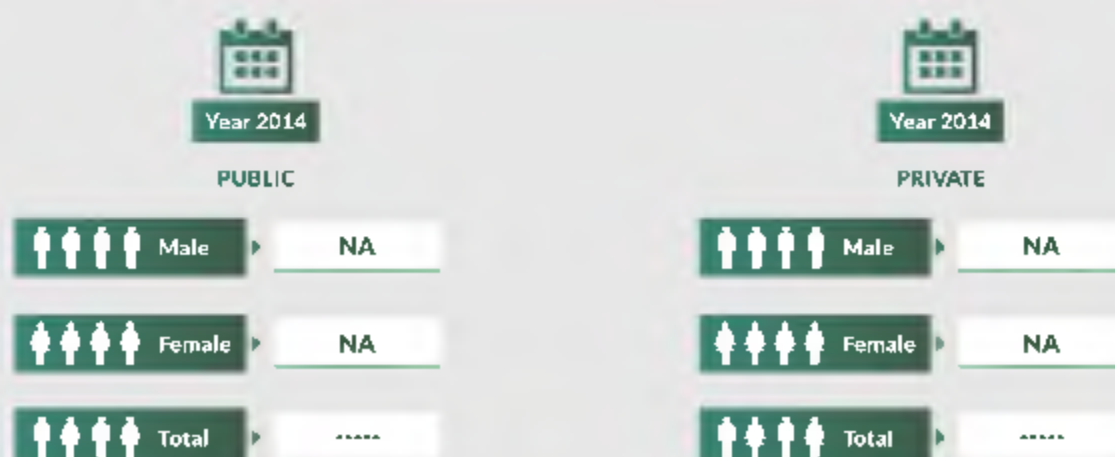 Year 2014
PUBLIC
Male NA
Female NA
Total -----
Year 2014
PRIVATE
Male NA
Female NA
Total -----